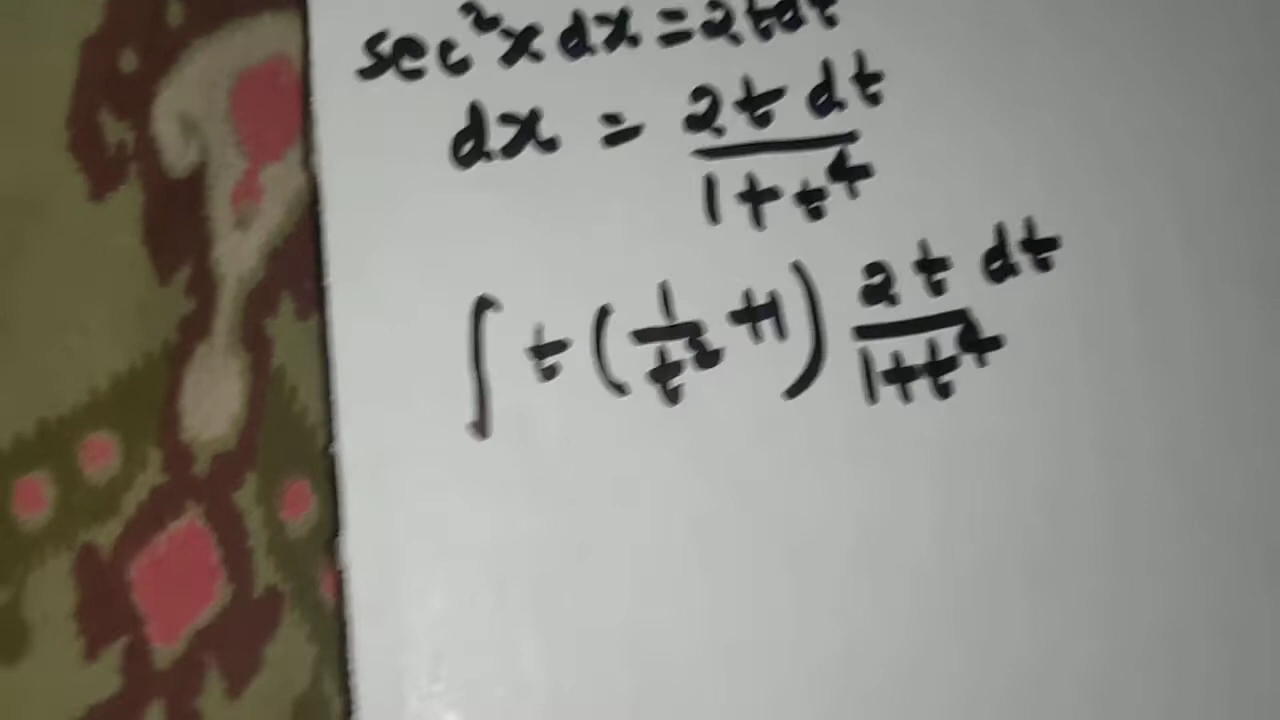 sec²x dx = 2t dt
dx = 2t dt / 1+t⁴
∫ t (1/t² + 1) 2t dt / 1+t⁴